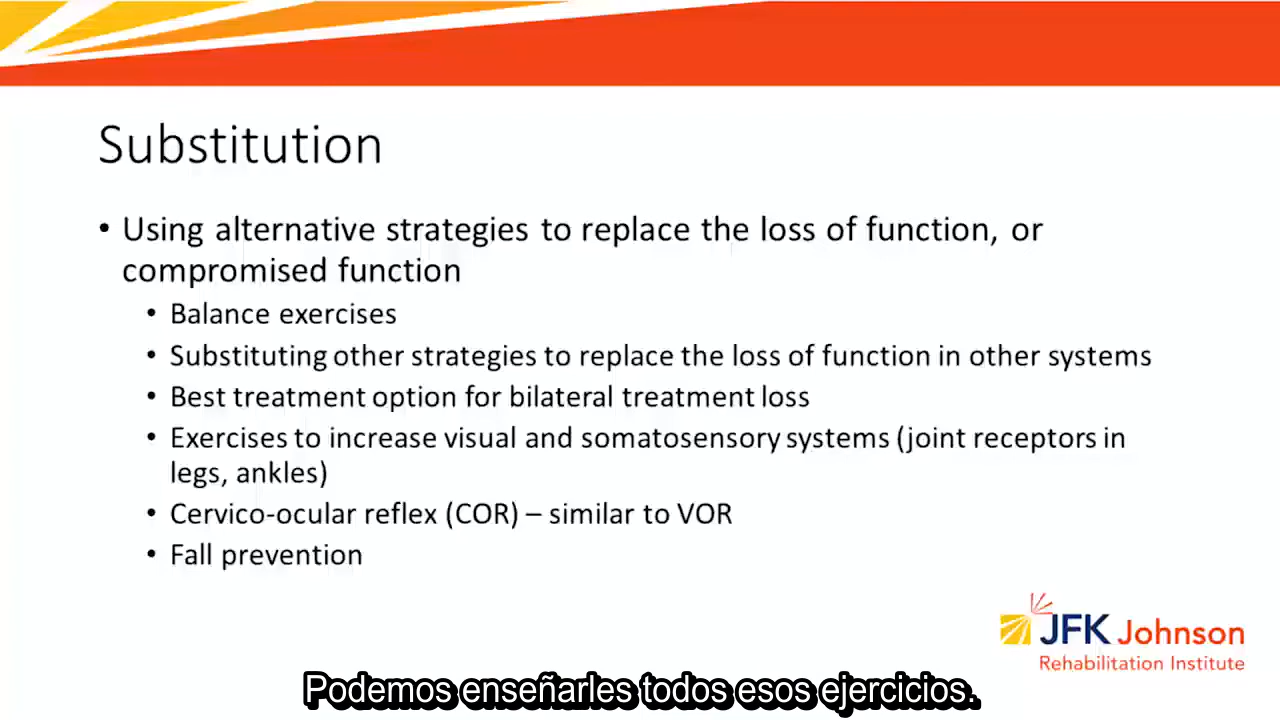 Substitution
• Using alternative strategies to replace the loss of function, or
compromised function
• Balance exercises
• Substituting other strategies to replace the loss of function in other systems
• Best treatment option for bilateral treatment loss
• Exercises to increase visual and somatosensory systems (joint receptors in
legs, ankles)
• Cervico-ocular reflex (COR) – similar to VOR
• Fall prevention
JFK Johnson
Rehabilitation Institute
Podemos enseñarles todos esos ejercicios.